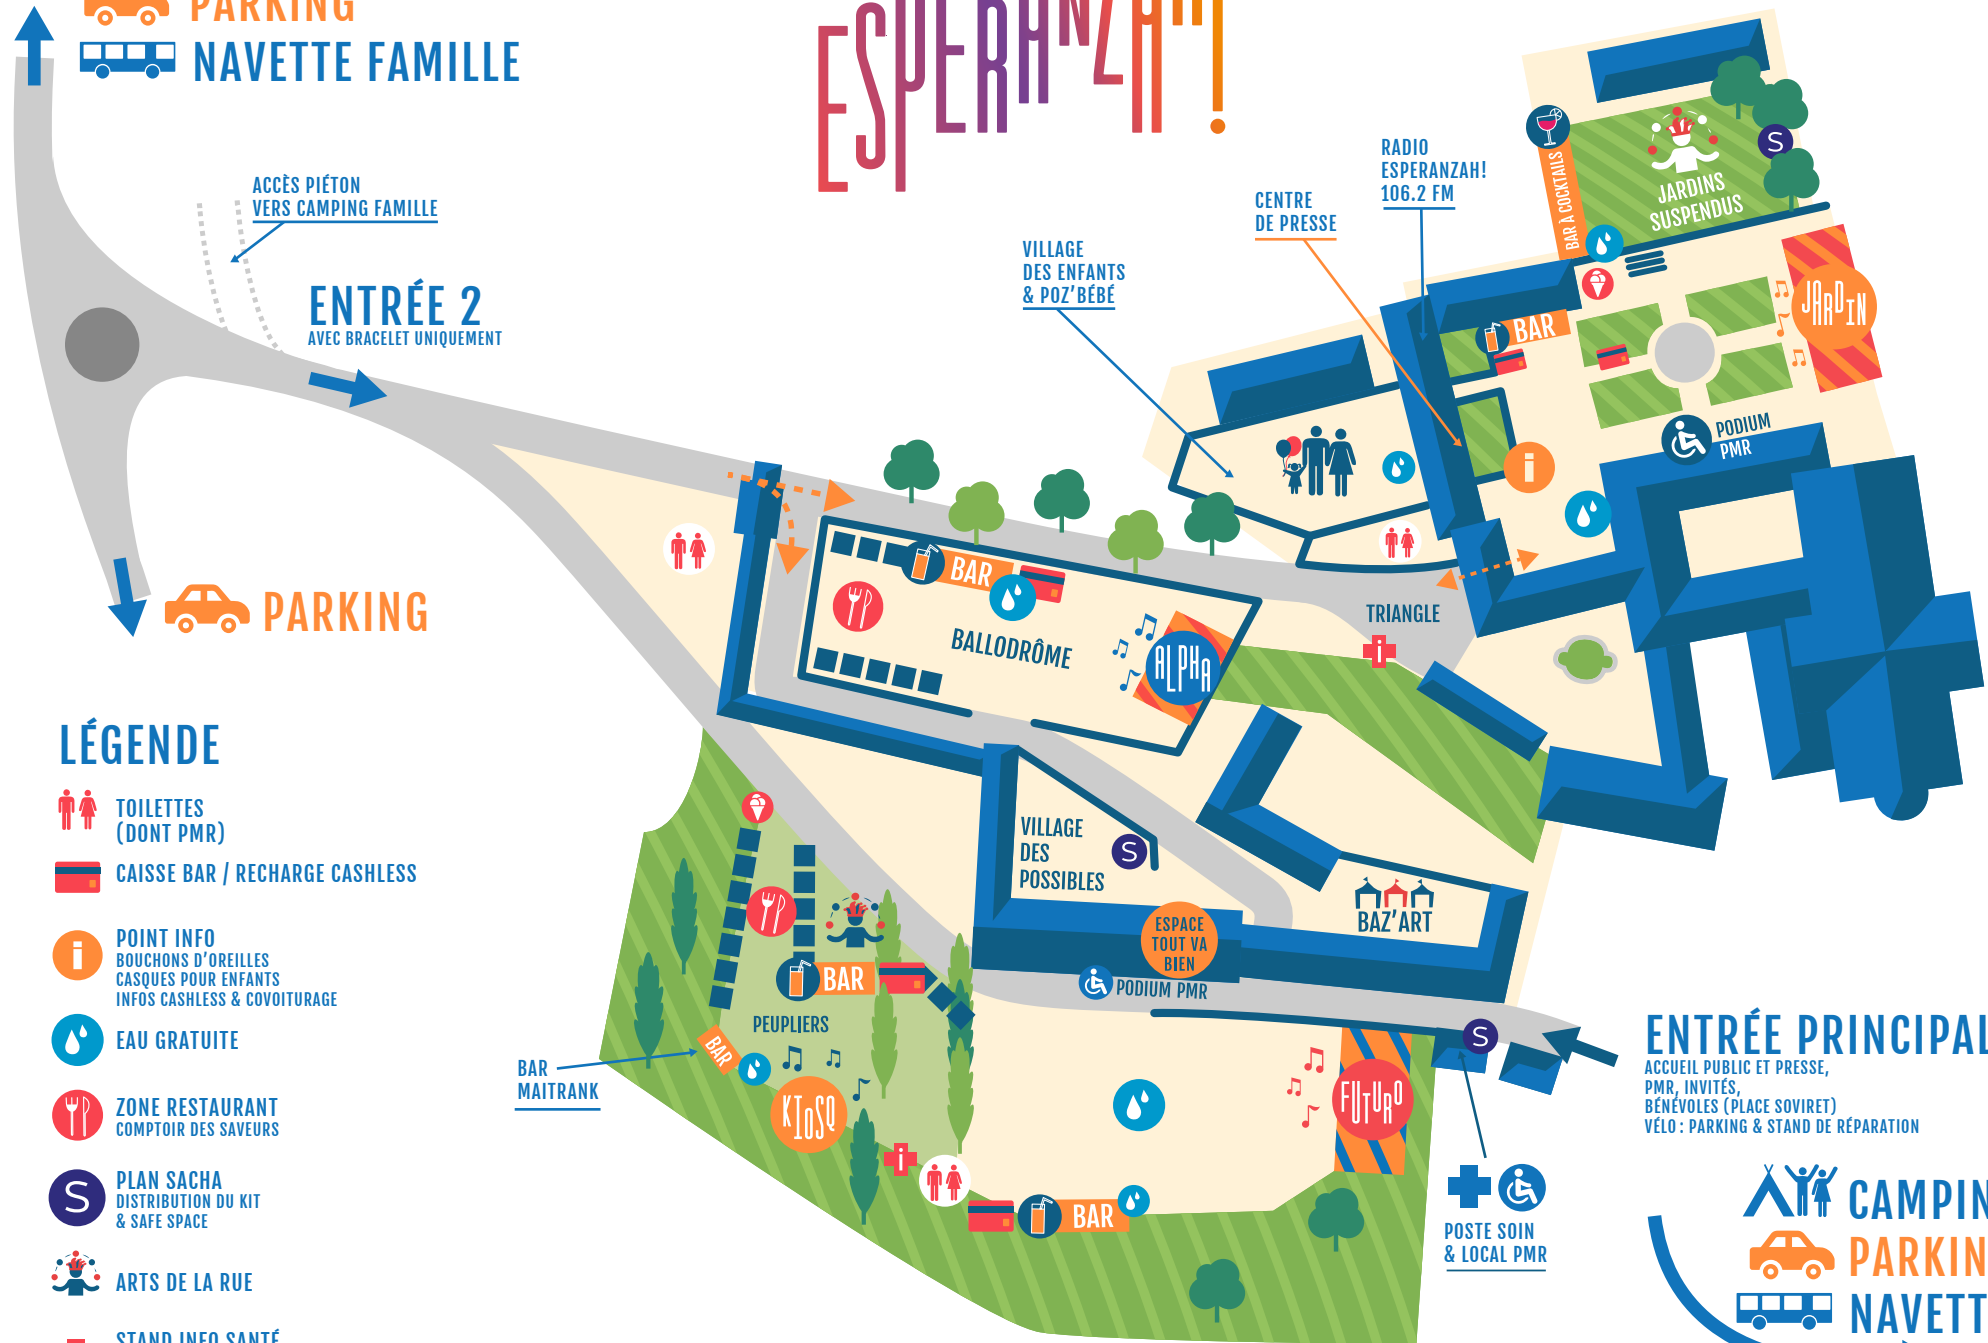 PARKING
NAVETTE FAMILLE
ESPERANZAH!
ACCÈS PIÉTON
VERS CAMPING FAMILLE
ENTRÉE 2
AVEC BRACELET UNIQUEMENT
PARKING
RADIO
ESPERANZAH!
106.2 FM
CENTRE
DE PRESSE
VILLAGE
DES ENFANTS
& POZ'BÉBÉ
BAR À COCKTAILS
S
JARDINS
SUSPENDUS
JARDIN
BAR
PODIUM
PMR
i
BAR
BALLODRÔME
ALPHA
TRIANGLE
i
VILLAGE
DES
POSSIBLES
S
BAZ'ART
ESPACE
TOUT VA
BIEN
PODIUM PMR
BAR
PEUPLIERS
BAR
BAR
MAITRANK
KIOSQ
i
BAR
FUTURO
S
POSTE SOIN
& LOCAL PMR
ENTRÉE PRINCIPAL
ACCUEIL PUBLIC ET PRESSE,
PMR, INVITÉS,
BÉNÉVOLES (PLACE SOVIRET)
VÉLO : PARKING & STAND DE RÉPARATION
CAMPIN
PARKIN
NAVETT
LÉGENDE
TOILETTES
(DONT PMR)
CAISSE BAR / RECHARGE CASHLESS
i
POINT INFO
BOUCHONS D'OREILLES
CASQUES POUR ENFANTS
INFOS CASHLESS & COVOITURAGE
EAU GRATUITE
ZONE RESTAURANT
COMPTOIR DES SAVEURS
S
PLAN SACHA
DISTRIBUTION DU KIT
& SAFE SPACE
ARTS DE LA RUE
STAND INFO SANTÉ